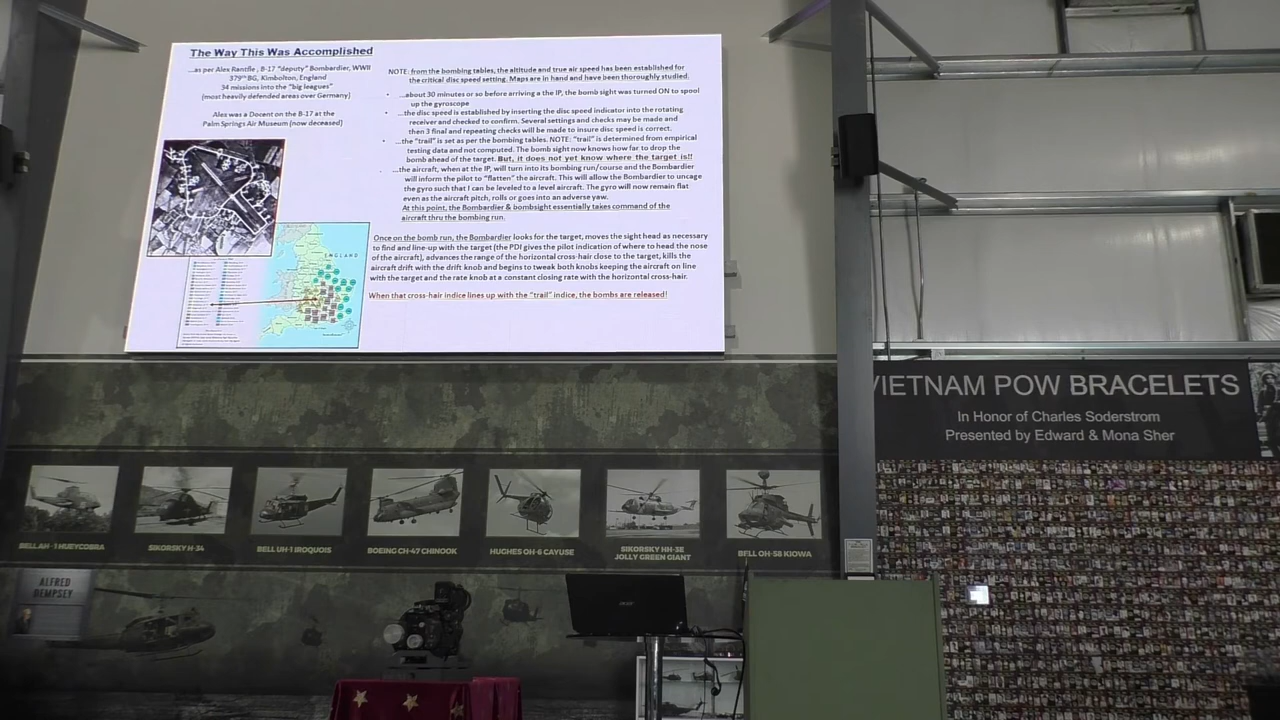 The Way This Was Accomplished
...as per Alex Rantfle, B-17 "deputy" Bombardier, WWII
379th BG, Kimbolton, England
34 missions into the "big leagues"
(most heavily defended areas over Germany)
Alex was a Docent on the B-17 at the
Palm Springs Air Museum (now deceased)
NOTE: from the bombing tables, the altitude and true air speed has been established for
the critical disc speed setting. Maps are in hand and have been thoroughly studied.
...about 30 minutes or so before arriving a the IP, the bomb sight was turned ON to spool
up the gyroscope
...the disc speed is established by inserting the disc speed indicator into the rotating
receiver and checked to confirm. Several settings and checks may be made and
then 3 final and repeating checks will be made to insure disc speed is correct.
...the "trail" is set as per the bombing tables. NOTE: "trail" is determined from empirical
testing data and not computed. The bomb sight now knows how far to drop the
bomb ahead of the target. But, it does not yet know where the target is!!
...the aircraft, when at the IP, will turn into its bombing run/course and the Bombardier
will inform the pilot to "flatten" the aircraft. This will allow the Bombardier to uncage
the gyro such that I can be leveled to a level aircraft. The gyro will now remain flat
even as the aircraft pitch, rolls or goes into an adverse yaw.
At this point, the Bombardier & bombsight essentially takes command of the
aircraft thru the bombing run.
Once on the bomb run, the Bombardier looks for the target, moves the sight head as necessary
to find and line-up with the target (the PDI gives the pilot indication of where to head the nose
of the aircraft), advances the range of the horizontal cross-hair close to the target, kills the
aircraft drift with the drift knob and begins to tweak both knobs keeping the aircraft on line
with the target and the rate knob at a constant closing rate with the horizontal cross-hair.
When that cross-hair indice lines up with the "trail" indice, the bombs are released!
ENGLAND
VIETNAM POW BRACELETS
In Honor of Charles Soderstrom
Presented by Edward & Mona Sher
BELL AH-1 HUEYCOBRA
SIKORSKY H-34
BELL UH-1 IROQUOIS
BOEING CH-47 CHINOOK
HUGHES OH-6 CAYUSE
SIKORSKY HH-3E
JOLLY GREEN GIANT
BELL OH-58 KIOWA
ALFRED
DEMPSEY
acer